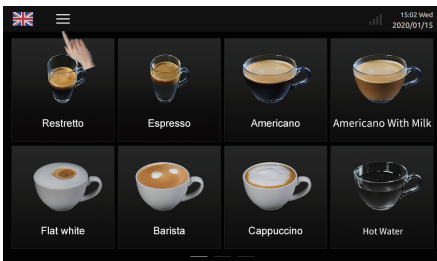 15:02 Wed
2020/01/15
Restretto
Espresso
Americano
Americano With Milk
Flat white
Barista
Cappuccino
Hot Water